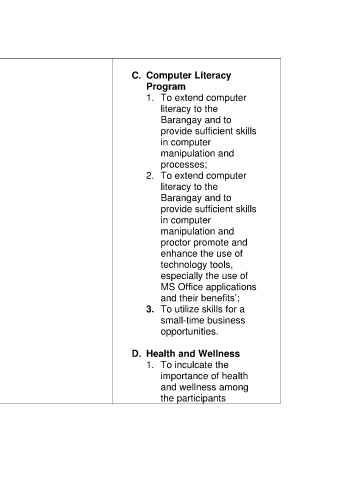 C. Computer Literacy
Program
1. To extend computer
literacy to the
Barangay and to
provide sufficient skills
in computer
manipulation and
processes;
2. To extend computer
literacy to the
Barangay and to
provide sufficient skills
in computer
manipulation and
proctor promote and
enhance the use of
technology tools,
especially the use of
MS Office applications
and their benefits';
3. To utilize skills for a
small-time business
opportunities.
D. Health and Wellness
1. To inculcate the
importance of health
and wellness among
the participants